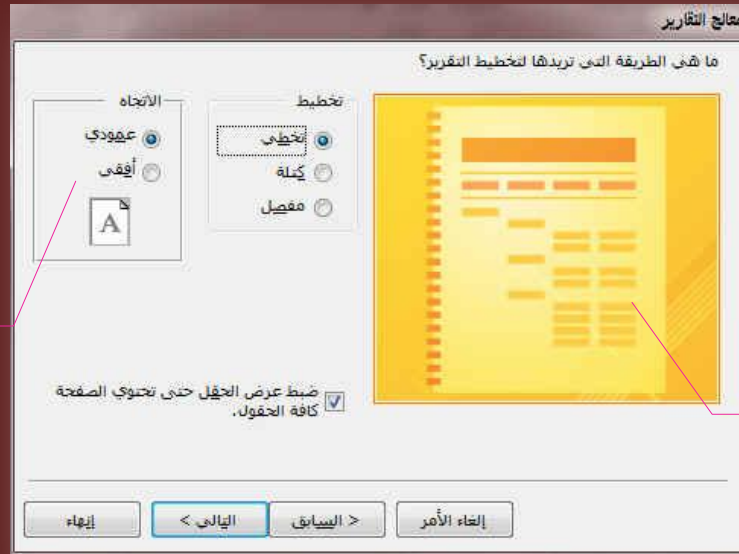 معالج التقارير
ما هي الطريقة التي تريدها لتخطيط التقرير؟
تخطيط
تخطي
كتلة
مفصل
الاتجاه
عمودي
أفقي
A
ضبط عرض الحقل حتى تحتوي الصفحة
كافة الحقول.
إلغاء الأمر
< السابق
التالي >
إنهاء